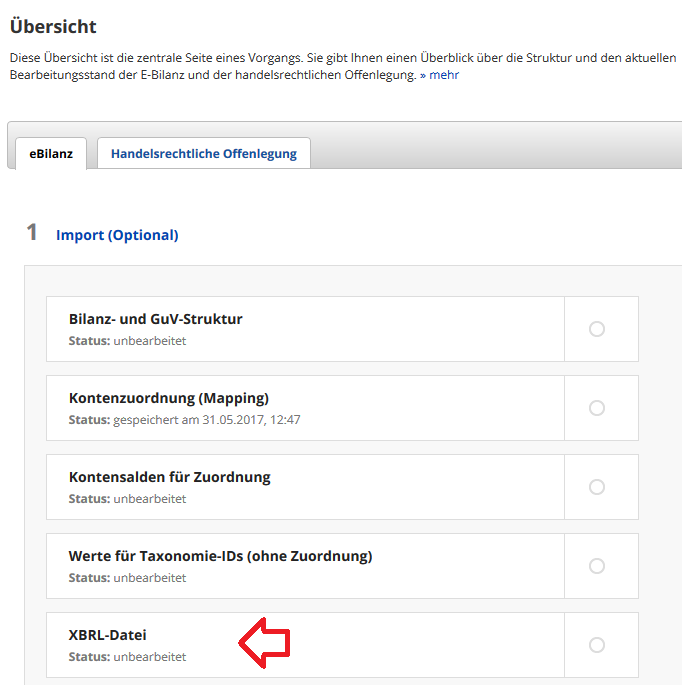 Übersicht
Diese Übersicht ist die zentrale Seite eines Vorgangs. Sie gibt Ihnen einen Überblick über die Struktur und den aktuellen
Bearbeitungsstand der E-Bilanz und der handelsrechtlichen Offenlegung. » mehr
eBilanz
Handelsrechtliche Offenlegung
1 Import (Optional)
Bilanz- und GuV-Struktur
Status: unbearbeitet
Kontenzuordnung (Mapping)
Status: gespeichert am 31.05.2017, 12:47
Kontensalden für Zuordnung
Status: unbearbeitet
Werte für Taxonomie-IDs (ohne Zuordnung)
Status: unbearbeitet
XBRL-Datei
Status: unbearbeitet